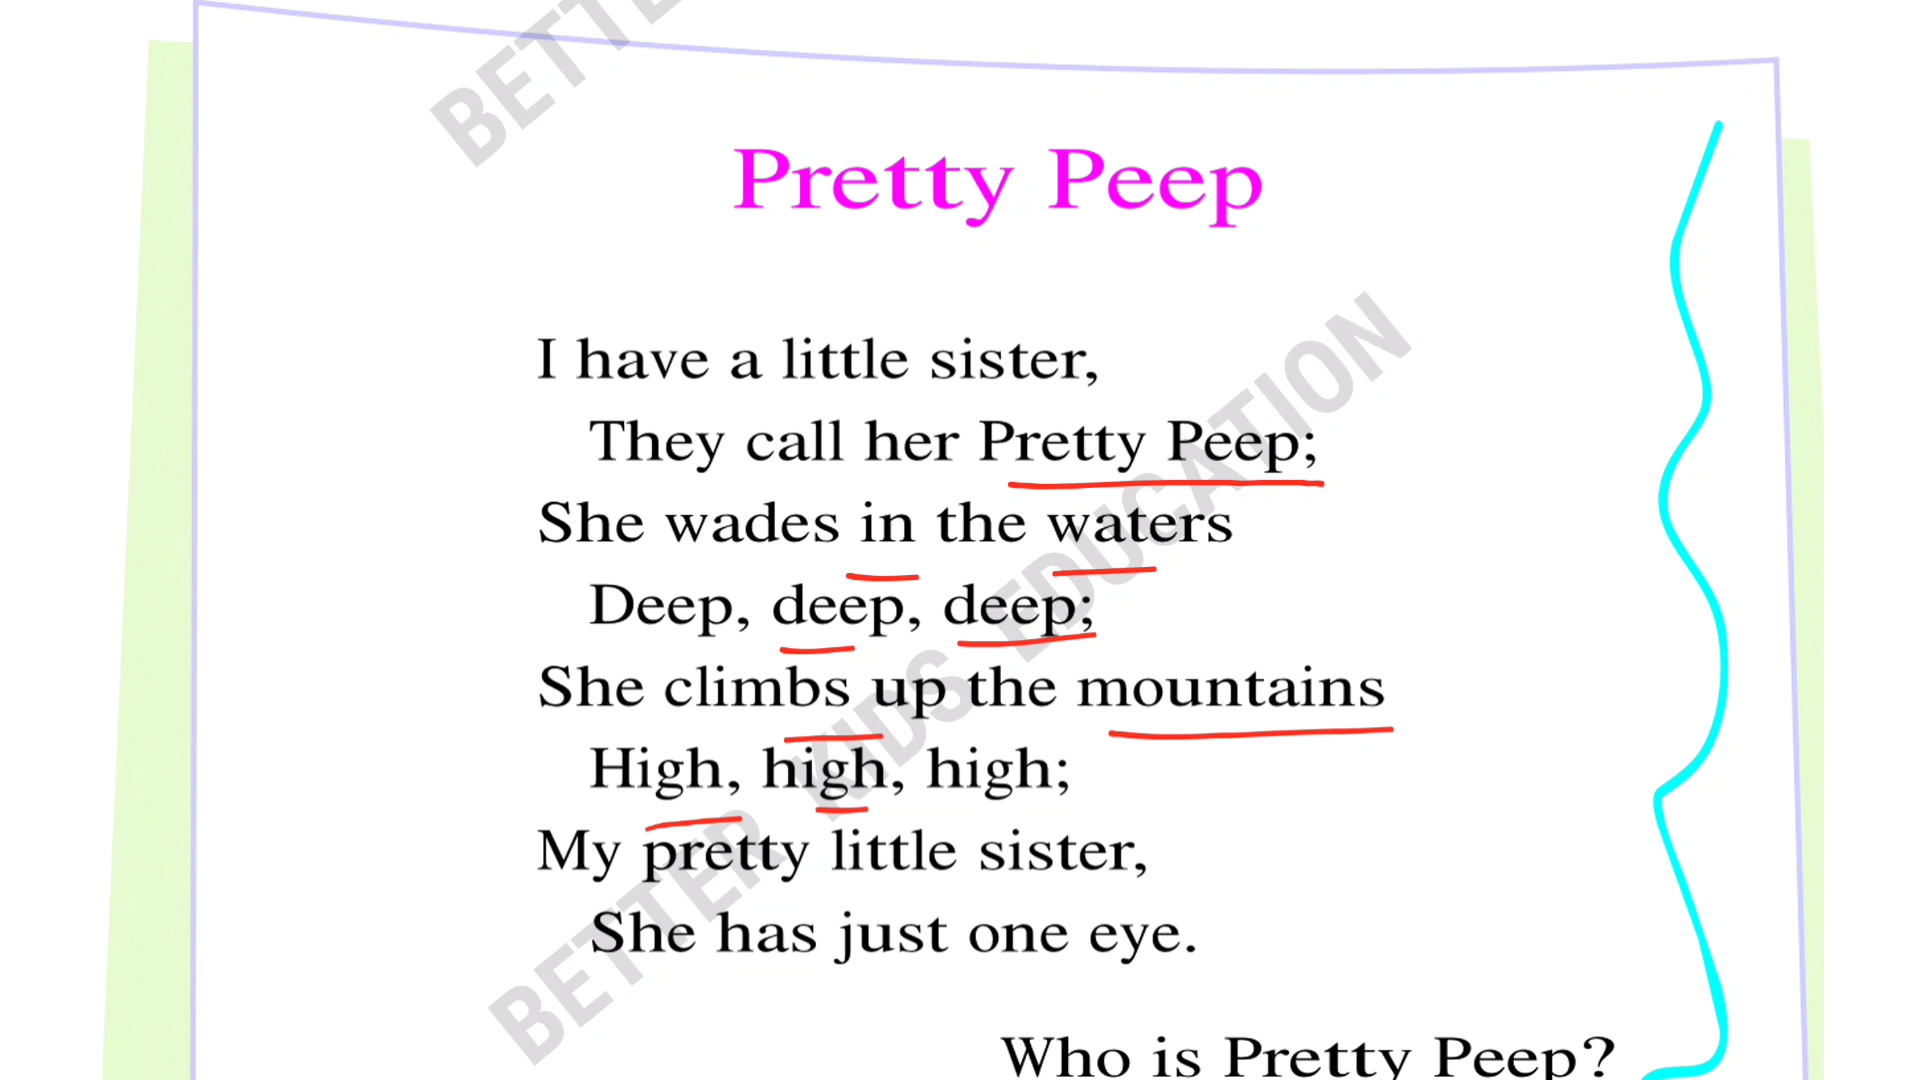 BETTER
Pretty Peep
I have a little sister,
They call her Pretty Peep;
She wades in the waters
Deep, deep, deep;
She climbs up the mountains
High, high, high;
My pretty little sister,
She has just one eye.
Who is Pretty Peep?
BETTER KIDS EDUCATION